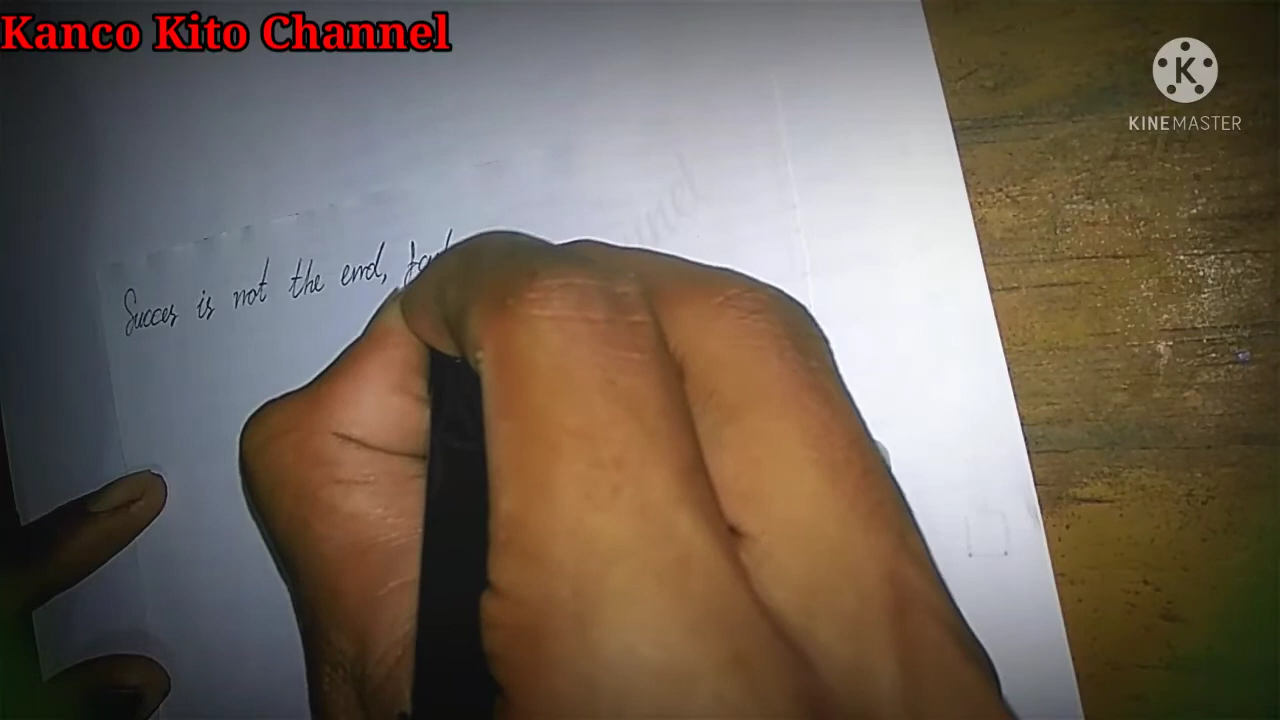 Kanco Kito Channel
KINEMASTER
Succes is not the end,